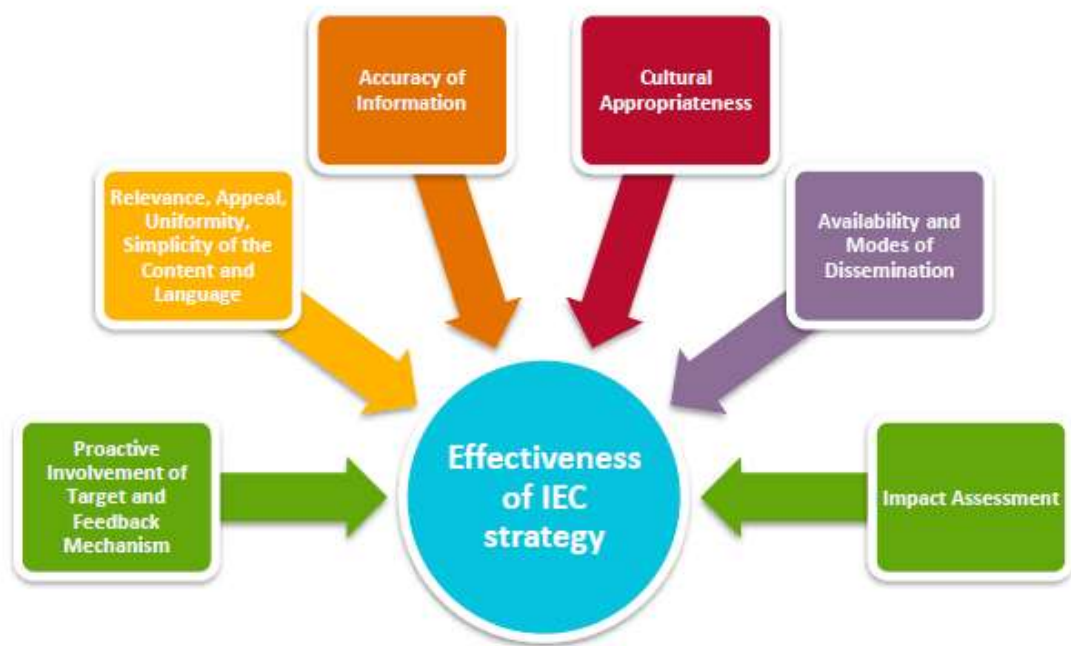 Accuracy of
Information
Cultural
Appropriateness
Relevance, Appeal,
Uniformity,
Simplicity of the
Content and
Language
Availability and
Modes of
Dissemination
Proactive
Involvement of
Target and
Feedback
Mechanism
Effectiveness
of IEC
strategy
Impact Assessment